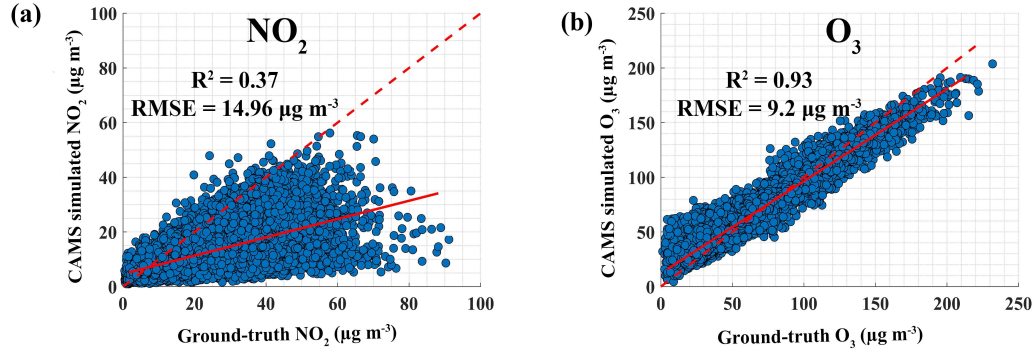 (a)
NO₂
R² = 0.37
RMSE = 14.96 µg m⁻³
CAMS simulated NO₂ (µg m⁻³)
100
80
60
40
20
0
0 20 40 60 80 100
Ground-truth NO₂ (µg m⁻³)
(b)
O₃
R² = 0.93
RMSE = 9.2 µg m⁻³
CAMS simulated O₃ (µg m⁻³)
250
200
150
100
50
0
0 50 100 150 200 250
Ground-truth O₃ (µg m⁻³)